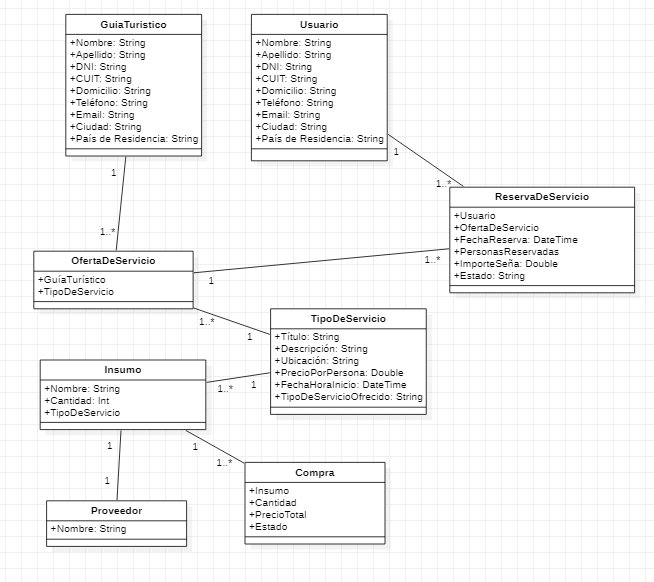 GuiaTuristico
+Nombre: String
+Apellido: String
+DNI: String
+CUIT: String
+Domicilio: String
+Teléfono: String
+Email: String
+Ciudad: String
+País de Residencia: String
Usuario
+Nombre: String
+Apellido: String
+DNI: String
+CUIT: String
+Domicilio: String
+Teléfono: String
+Email: String
+Ciudad: String
+País de Residencia: String
1
1..*
1
1..*
ReservaDeServicio
+Usuario
+OfertaDeServicio
+FechaReserva: DateTime
+PersonasReservadas
+ImporteSeña: Double
+Estado: String
OfertaDeServicio
+GuíaTurístico
+TipoDeServicio
1
1..*
1..*
1
TipoDeServicio
+Título: String
+Descripción: String
+Ubicación: String
+PrecioPorPersona: Double
+FechaHoraInicio: DateTime
+TipoDeServicioOfrecido: String
Insumo
+Nombre: String
+Cantidad: Int
+TipoDeServicio
1..*
1
1
1
1
1..*
Compra
+Insumo
+Cantidad
+PrecioTotal
+Estado
Proveedor
+Nombre: String